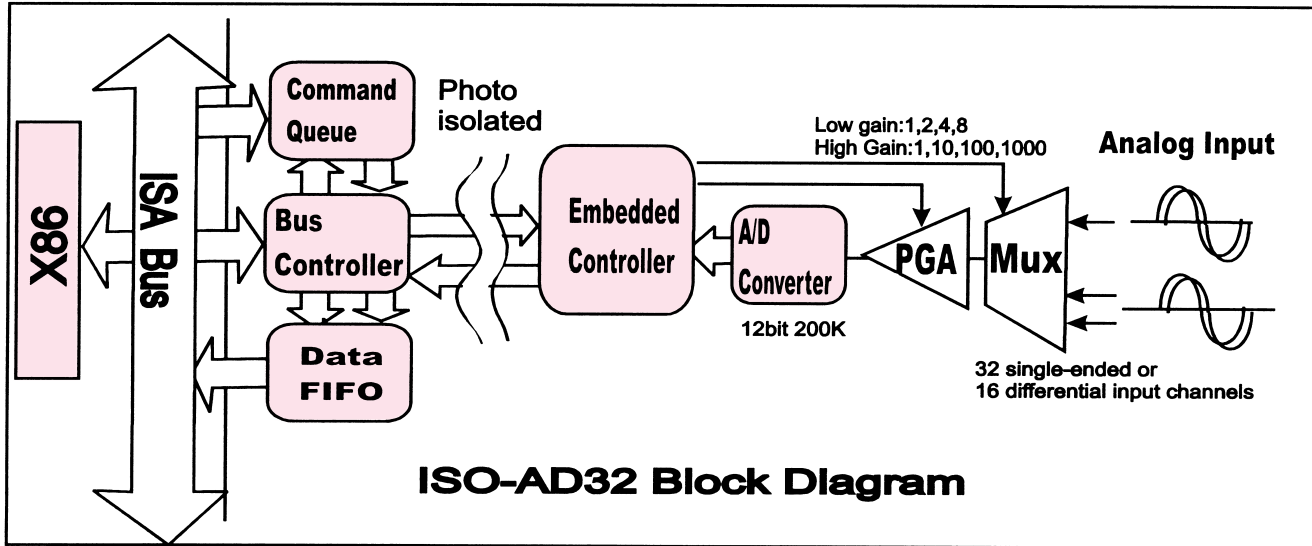 X86
ISA Bus
Command
Queue
Bus
Controller
Data
FIFO
Photo
isolated
Embedded
Controller
A/D
Converter
12bit 200K
Low gain:1,2,4,8
High Gain:1,10,100,1000
PGA
Mux
Analog Input
32 single-ended or
16 differential input channels
ISO-AD32 Block Diagram